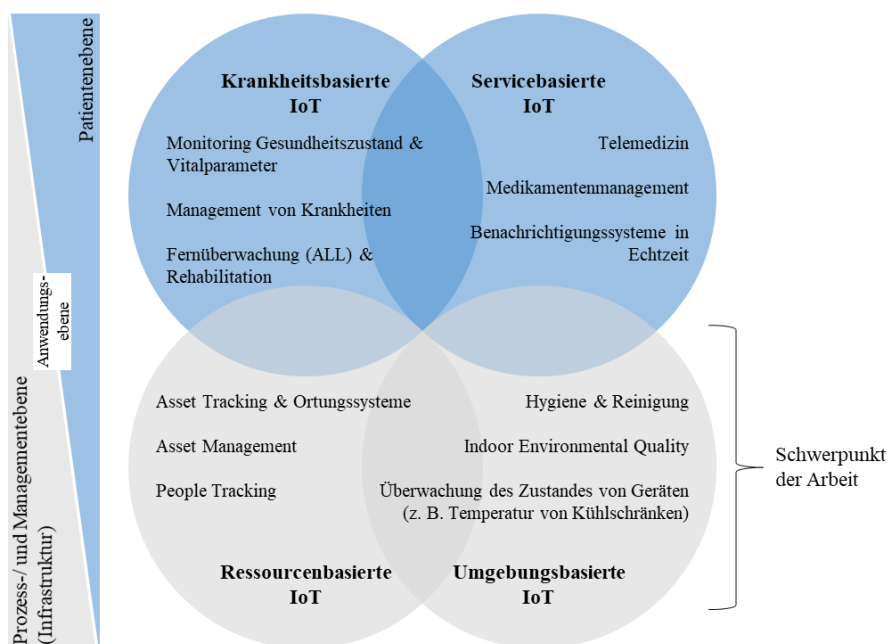 Patientenebene
Anwendungs-
ebene
Prozess-/ und Managementebene
(Infrastruktur)
Krankheitsbasierte
IoT
Monitoring Gesundheitszustand &
Vitalparameter
Management von Krankheiten
Fernüberwachung (ALL) &
Rehabilitation
Servicebasierte
IoT
Telemedizin
Medikamentenmanagement
Benachrichtigungssysteme in
Echtzeit
Asset Tracking & Ortungssysteme
Asset Management
People Tracking
Ressourcenbasierte
IoT
Hygiene & Reinigung
Indoor Environmental Quality
Überwachung des Zustandes von Geräten
(z. B. Temperatur von Kühlschränken)
Umgebungsbasierte
IoT
Schwerpunkt
der Arbeit